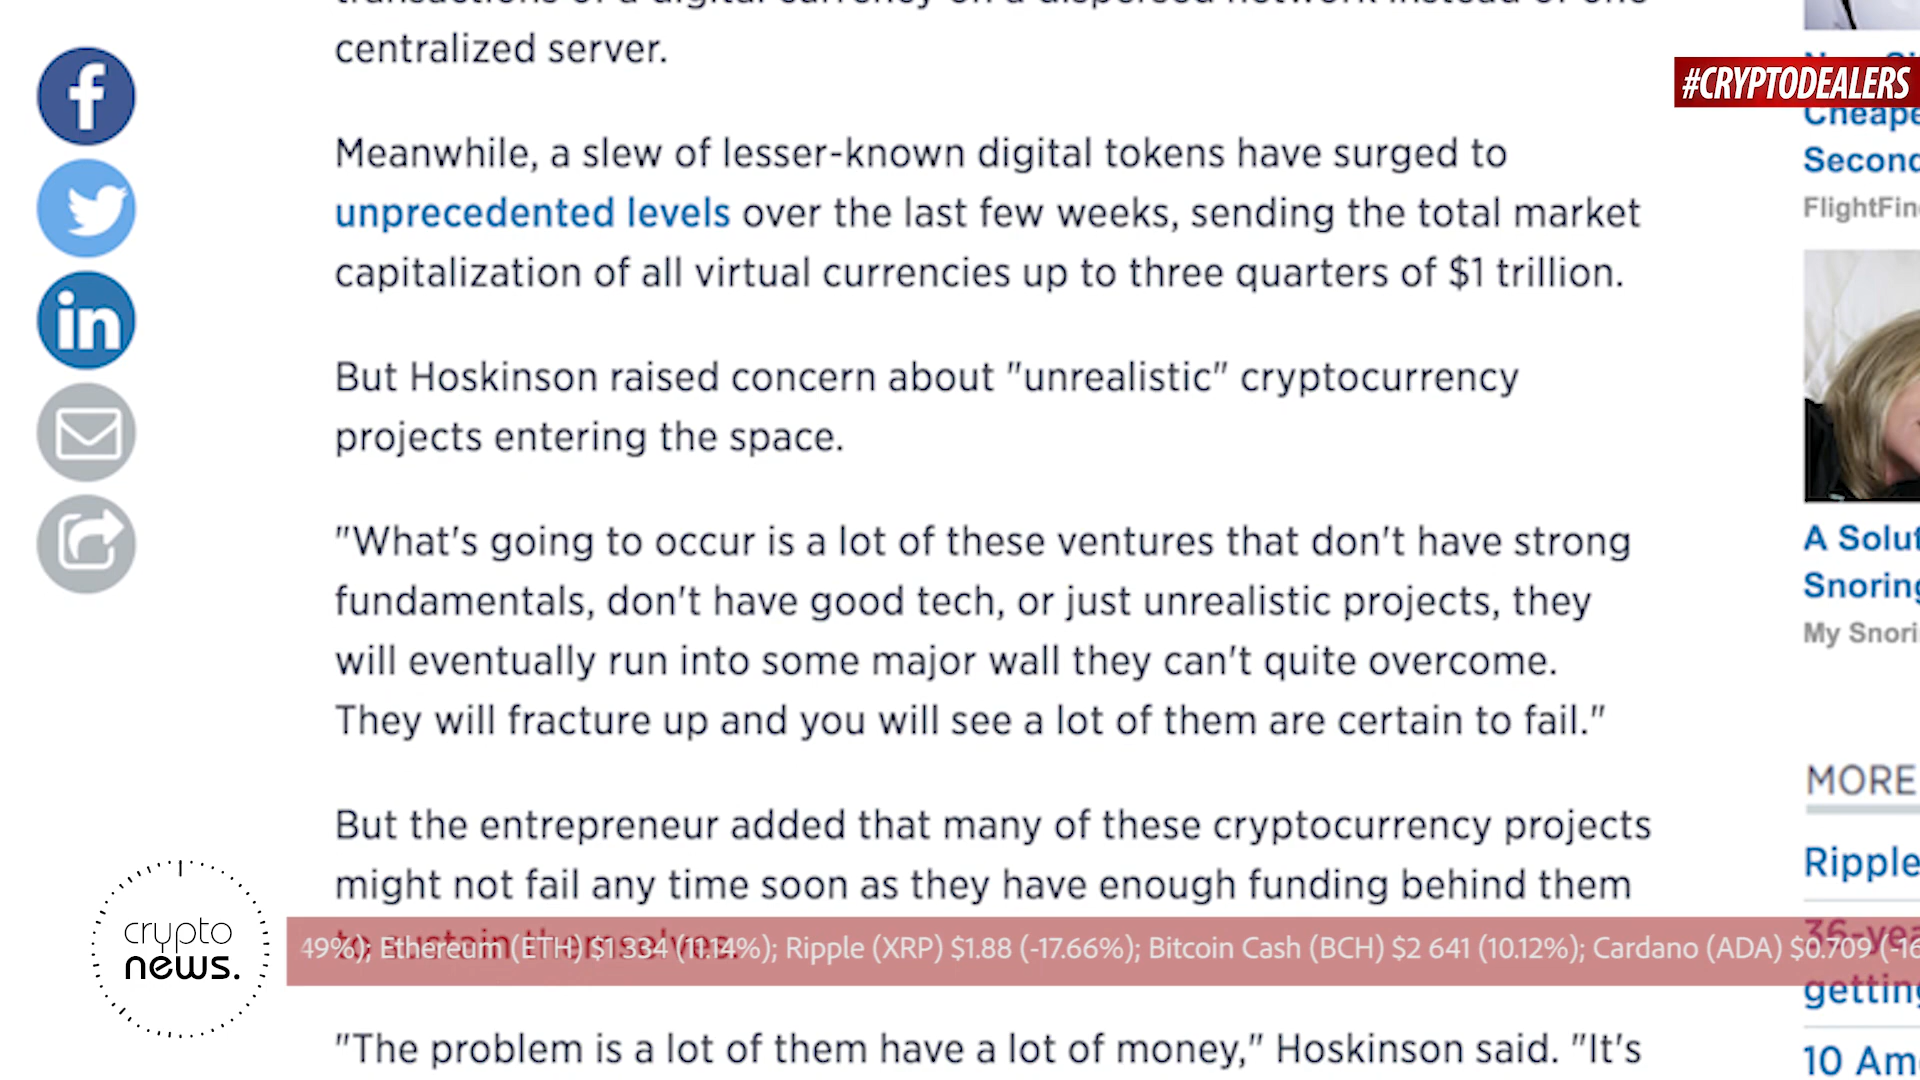 centralized server.
#CRYPTODEALERS
Cheape
Second
FlightFin
Meanwhile, a slew of lesser-known digital tokens have surged to
unprecedented levels over the last few weeks, sending the total market
capitalization of all virtual currencies up to three quarters of $1 trillion.
But Hoskinson raised concern about "unrealistic" cryptocurrency
projects entering the space.
"What's going to occur is a lot of these ventures that don't have strong
fundamentals, don't have good tech, or just unrealistic projects, they
will eventually run into some major wall they can't quite overcome.
They will fracture up and you will see a lot of them are certain to fail."
A Solut
Snoring
My Snori
But the entrepreneur added that many of these cryptocurrency projects
might not fail any time soon as they have enough funding behind them
to sustain themselves.
MORE
Ripple
36-yea
getting
10 Am
crypto
news.
49%); Ethereum (ETH) $1 334 (11.14%); Ripple (XRP) $1.88 (-17.66%); Bitcoin Cash (BCH) $2 641 (10.12%); Cardano (ADA) $0.709 (-16
"The problem is a lot of them have a lot of money," Hoskinson said. "It's